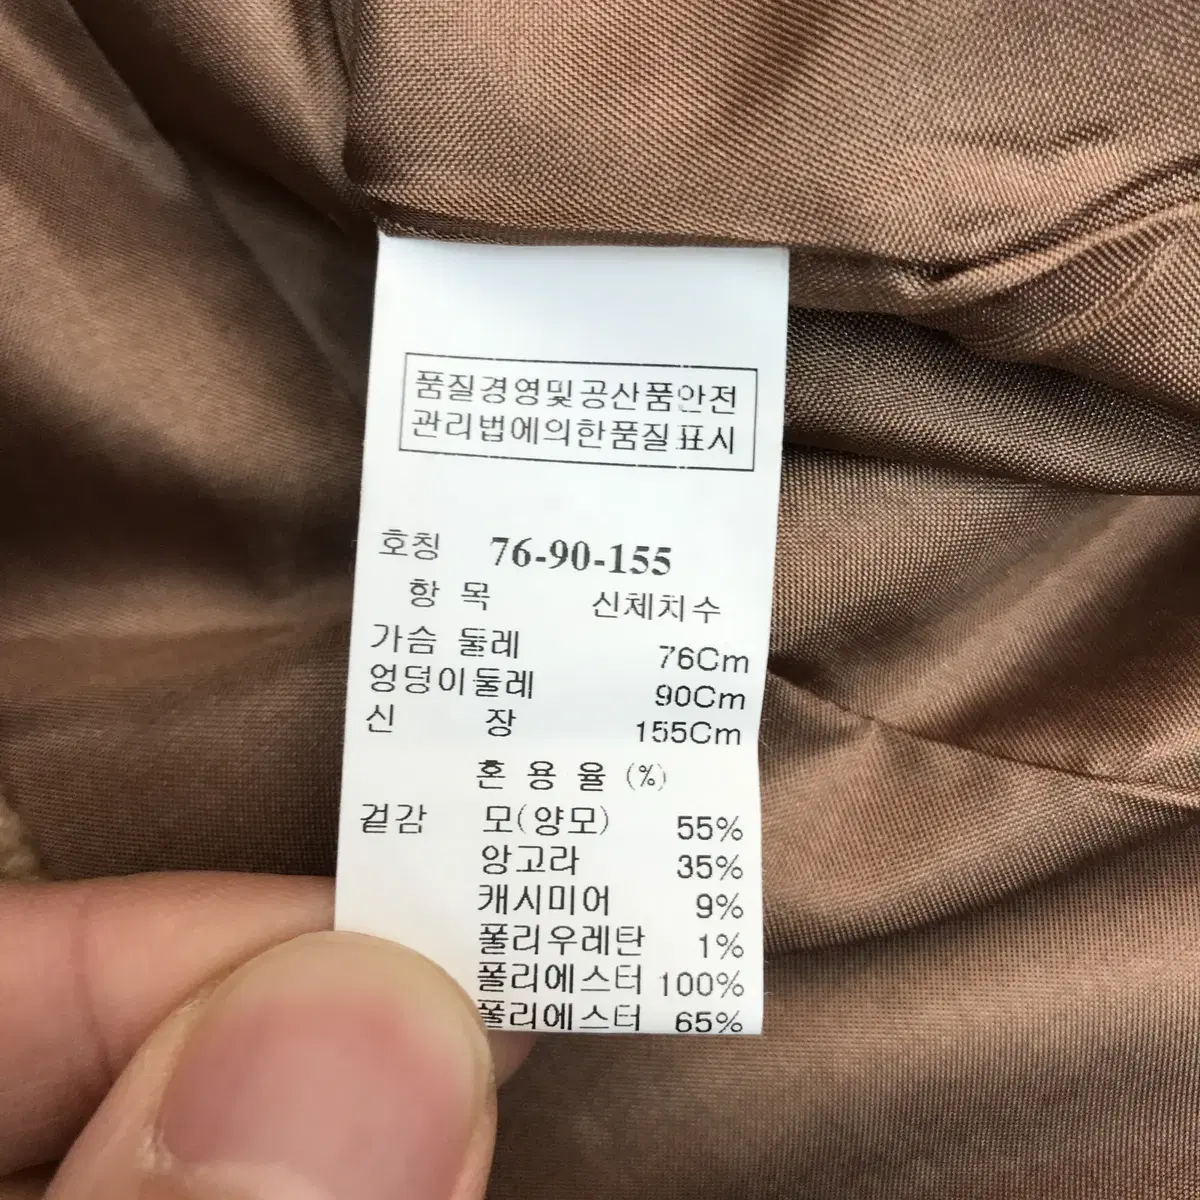 품질경영및공산품안전
관리법에의한품질표시
호칭 76-90-155
항 목 신체치수
가슴 둘레 76Cm
엉덩이둘레 90Cm
신 장 155Cm
혼 용 율 (%)
겉감 모(양모) 55%
앙고라 35%
캐시미어 9%
폴리우레탄 1%
폴리에스터 100%
폴리에스터 65%